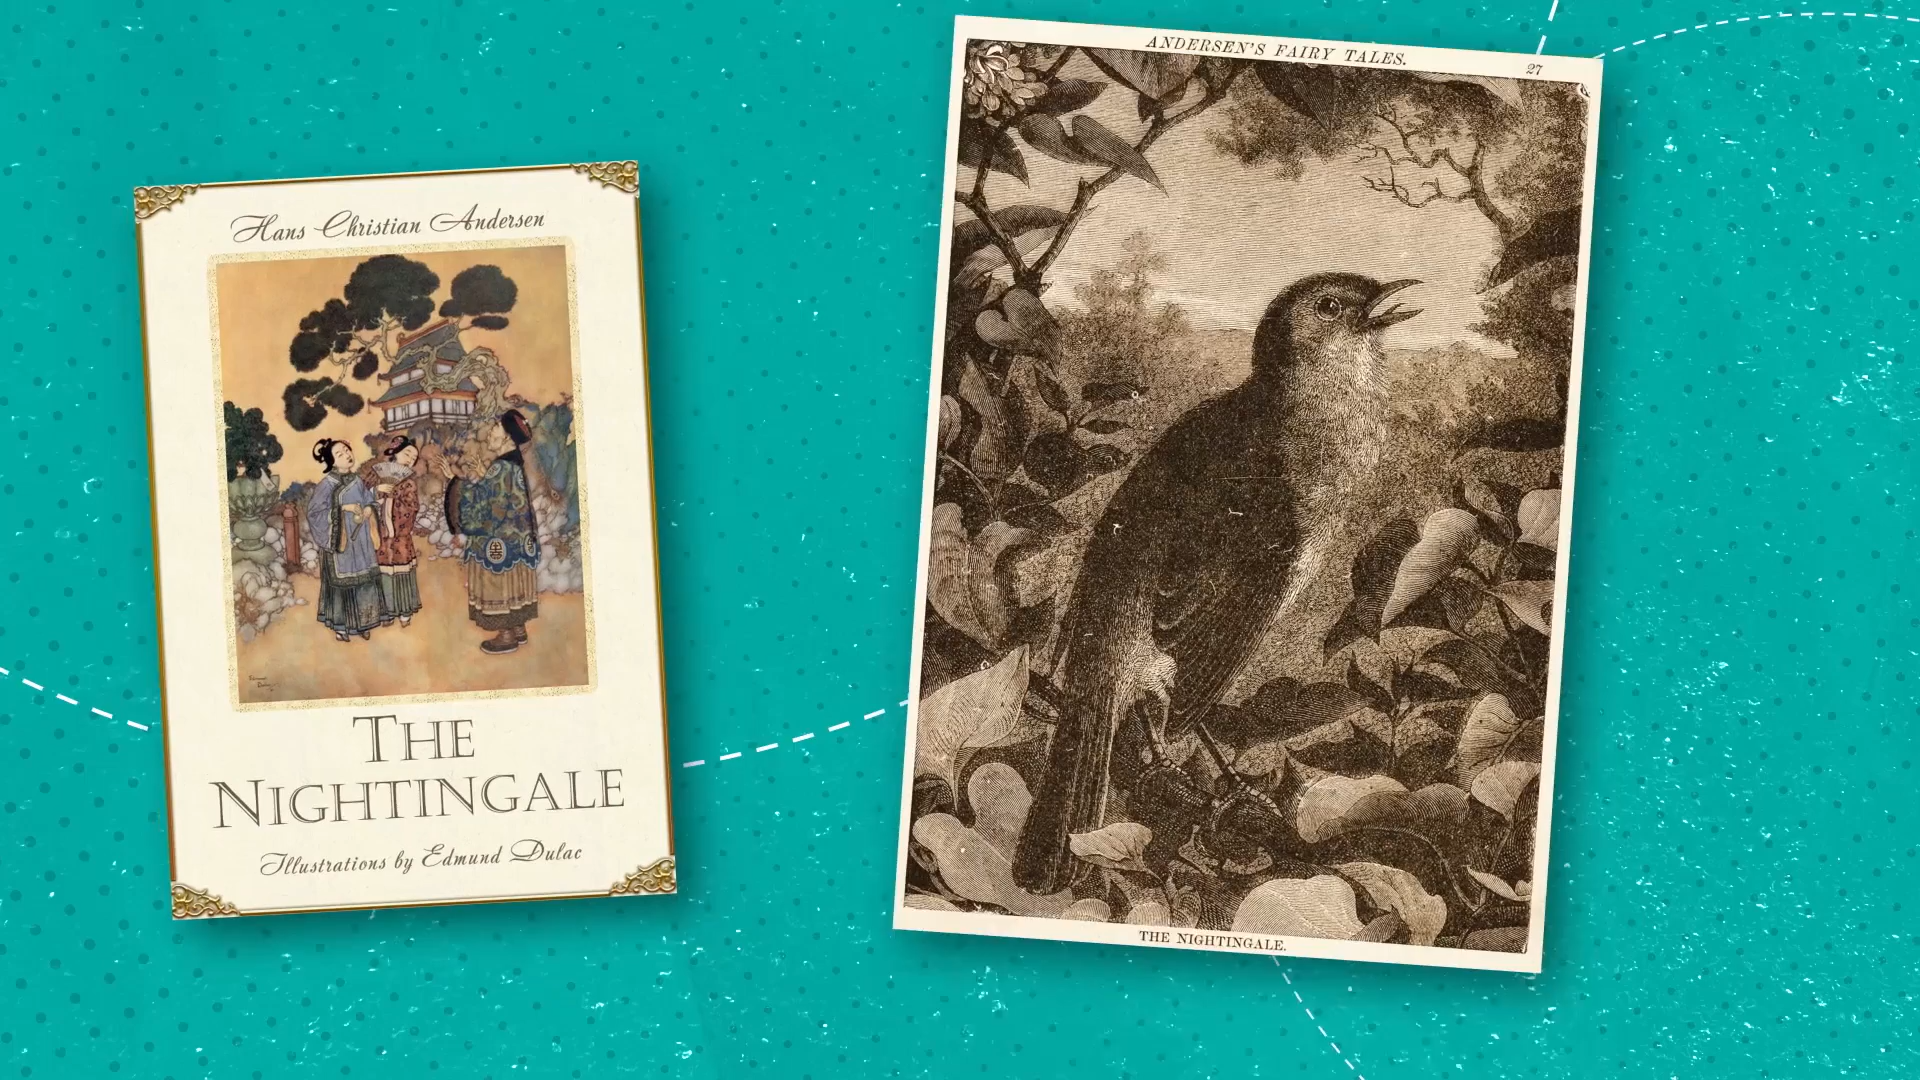 Hans Christian Andersen
THE
NIGHTINGALE
Illustrations by Edmund Dulac
ANDERSEN'S FAIRY TALES.
27
THE NIGHTINGALE.